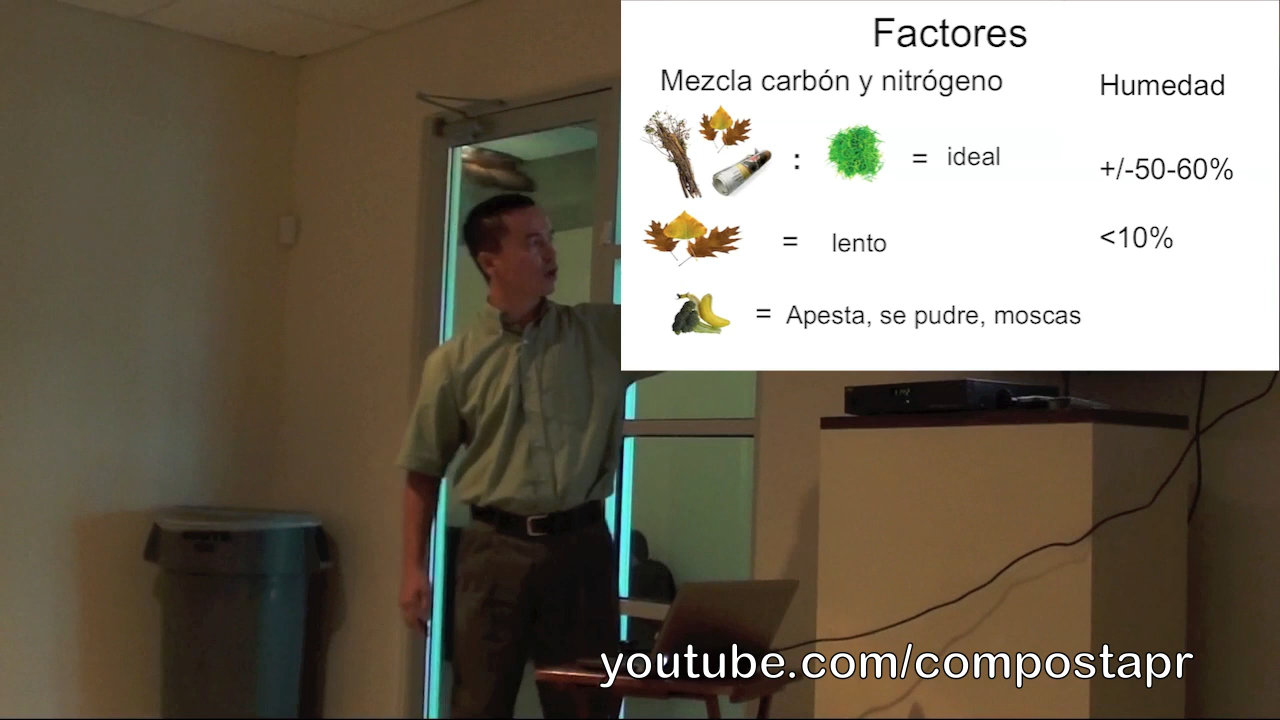 Factores
Mezcla carbón y nitrógeno
Humedad
: = ideal
+/-50-60%
= lento
<10%
= Apesta, se pudre, moscas
youtube.com/compostapr